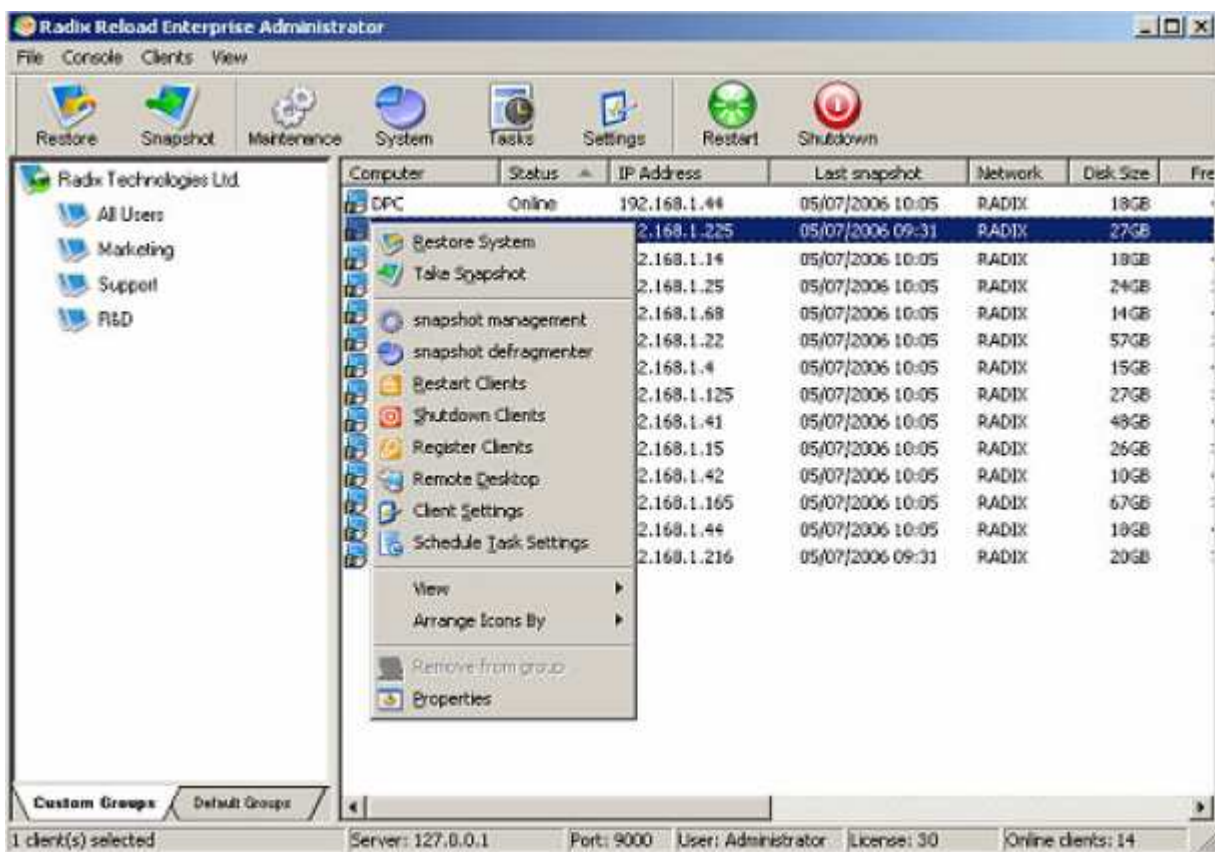 Radix Reload Enterprise Administrator
File Console Clients View
Restore Snapshot Maintenance System Tasks Settings Restart Shutdown
Radix Technologies Ltd.
All Users
Marketing
Support
R&D
Computer Status IP Address Last snapshot Network Disk Size Fre
DPC Online 192.168.1.44 05/07/2006 10:05 RADIX 18GB
2.168.1.225 05/07/2006 09:31 RADIX 27GB
2.168.1.14 05/07/2006 10:05 RADIX 18GB
2.168.1.25 05/07/2006 10:05 RADIX 24GB
2.168.1.68 05/07/2006 10:05 RADIX 14GB
2.168.1.22 05/07/2006 10:05 RADIX 57GB
2.168.1.4 05/07/2006 10:05 RADIX 15GB
2.168.1.125 05/07/2006 10:05 RADIX 27GB
2.168.1.41 05/07/2006 10:05 RADIX 48GB
2.168.1.15 05/07/2006 10:05 RADIX 26GB
2.168.1.42 05/07/2006 10:05 RADIX 10GB
2.168.1.165 05/07/2006 10:05 RADIX 67GB
2.168.1.44 05/07/2006 10:05 RADIX 18GB
2.168.1.216 05/07/2006 09:31 RADIX 20GB
Restore System
Take Snapshot
snapshot management
snapshot defragmenter
Restart Clients
Shutdown Clients
Register Clients
Remote Desktop
Client Settings
Schedule Task Settings
View
Arrange Icons By
Remove from group
Properties
Custom Groups Default Groups
1 client(s) selected Server: 127.0.0.1 Port: 9000 User: Administrator License: 30 Online clients: 14